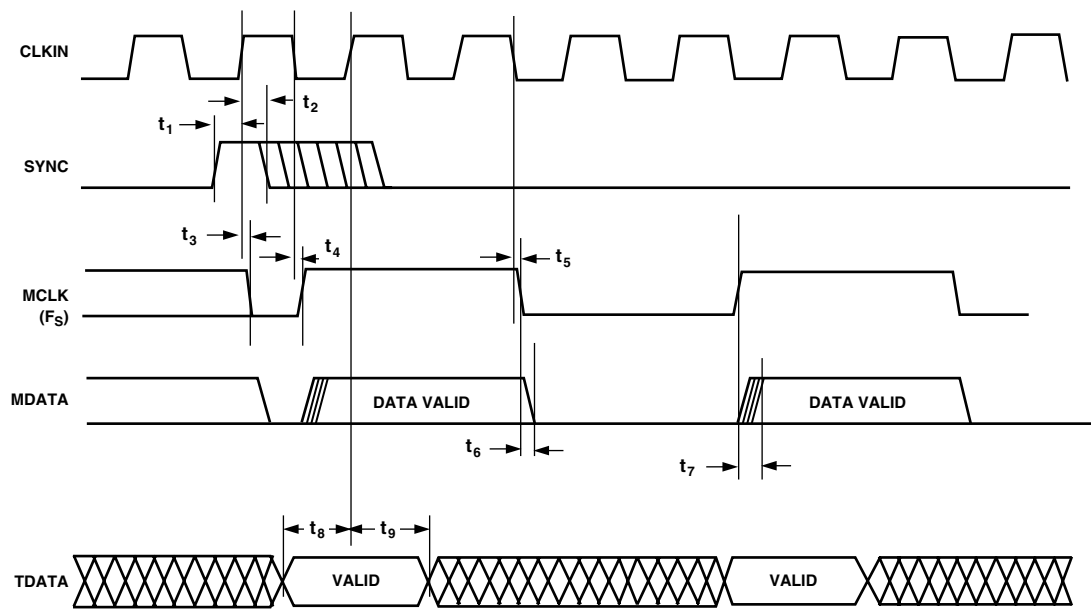 CLKIN
t2
t1
SYNC
t3
t4
t5
MCLK
(FS)
MDATA
DATA VALID
DATA VALID
t6
t7
t8
t9
TDATA
VALID
VALID